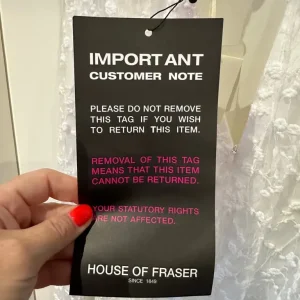 IMPORTANT
CUSTOMER NOTE
PLEASE DO NOT REMOVE
THIS TAG IF YOU WISH
TO RETURN THIS ITEM.
REMOVAL OF THIS TAG
MEANS THAT THIS ITEM
CANNOT BE RETURNED.
YOUR STATUTORY RIGHTS
ARE NOT AFFECTED.
HOUSE OF FRASER
SINCE 1849